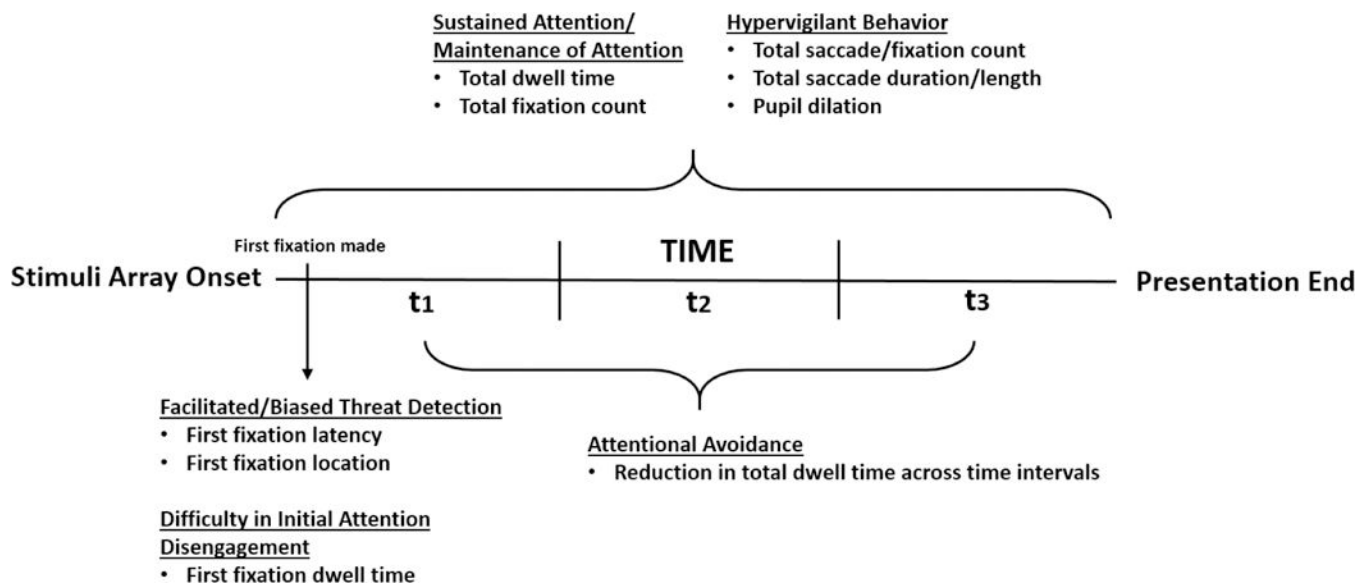 Sustained Attention/
Maintenance of Attention
• Total dwell time
• Total fixation count
Hypervigilant Behavior
• Total saccade/fixation count
• Total saccade duration/length
• Pupil dilation
First fixation made
TIME
Stimuli Array Onset
Presentation End
t1
t2
t3
Facilitated/Biased Threat Detection
• First fixation latency
• First fixation location
Attentional Avoidance
• Reduction in total dwell time across time intervals
Difficulty in Initial Attention
Disengagement
• First fixation dwell time